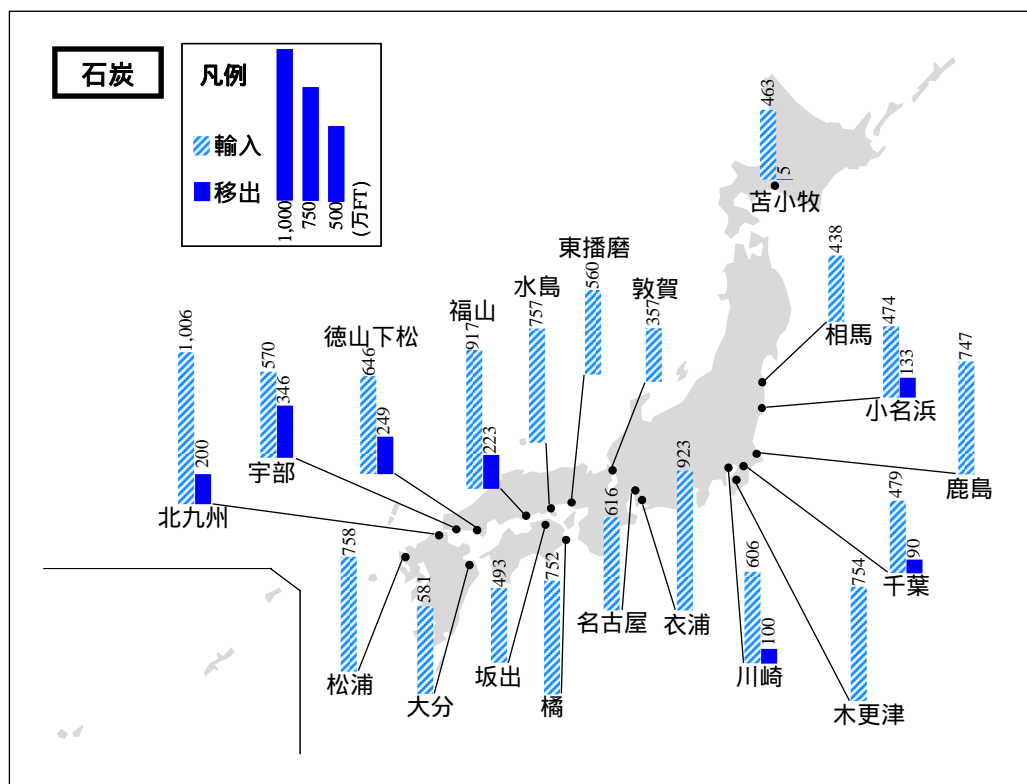 石炭
凡例
輸入
移出
1,000
750
500
(万FT)
463
5
苫小牧
438
相馬
474
133
小名浜
747
鹿島
479
90
千葉
754
木更津
606
100
川崎
923
衣浦
616
名古屋
敦賀
357
東播磨
560
水島
757
福山
917
223
徳山下松
646
249
570
346
宇部
1,006
200
北九州
758
松浦
581
大分
493
坂出
752
橘